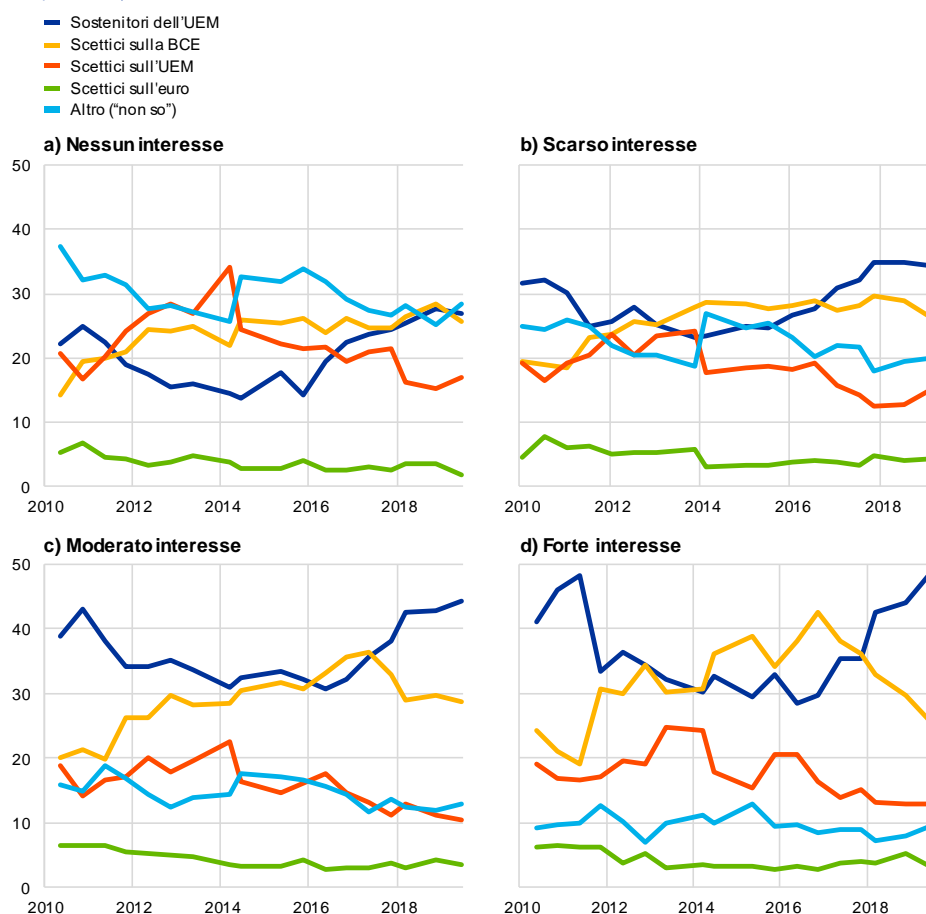 Sostenitori dell'UEM
Scettici sulla BCE
Scettici sull'UEM
Scettici sull'euro
Altro (“non so”)
a) Nessun interesse
50
40
30
20
10
0
2010 2012 2014 2016 2018
b) Scarso interesse
2010 2012 2014 2016 2018
c) Moderato interesse
50
40
30
20
10
0
2010 2012 2014 2016 2018
d) Forte interesse
2010 2012 2014 2016 2018